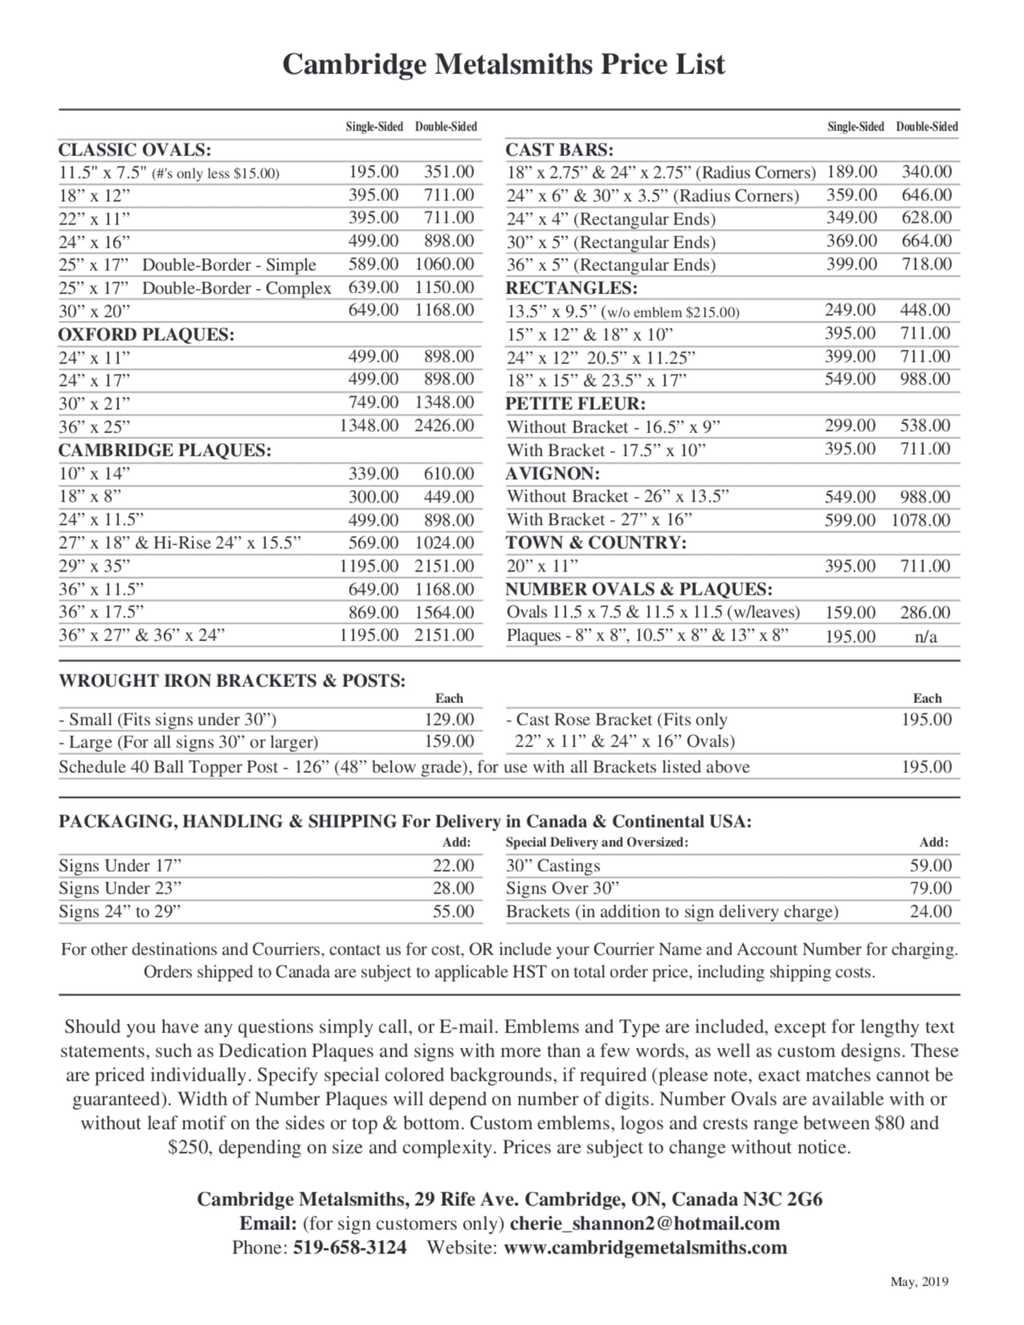 Cambridge Metalsmiths Price List
Single-Sided Double-Sided
CLASSIC OVALS:
11.5" x 7.5" (#'s only less $15.00) 195.00 351.00
18” x 12” 395.00 711.00
22” x 11” 395.00 711.00
24” x 16” 499.00 898.00
25” x 17” Double-Border - Simple 589.00 1060.00
25” x 17” Double-Border - Complex 639.00 1150.00
30” x 20” 649.00 1168.00
OXFORD PLAQUES:
24” x 11” 499.00 898.00
24” x 17” 499.00 898.00
30” x 21” 749.00 1348.00
36” x 25” 1348.00 2426.00
CAMBRIDGE PLAQUES:
10” x 14” 339.00 610.00
18” x 8” 300.00 449.00
24” x 11.5” 499.00 898.00
27” x 18” & Hi-Rise 24” x 15.5” 569.00 1024.00
29” x 35” 1195.00 2151.00
36” x 11.5” 649.00 1168.00
36” x 17.5” 869.00 1564.00
36” x 27” & 36” x 24” 1195.00 2151.00
Single-Sided Double-Sided
CAST BARS:
18” x 2.75” & 24” x 2.75” (Radius Corners) 189.00 340.00
24” x 6” & 30” x 3.5” (Radius Corners) 359.00 646.00
24” x 4” (Rectangular Ends) 349.00 628.00
30” x 5” (Rectangular Ends) 369.00 664.00
36” x 5” (Rectangular Ends) 399.00 718.00
RECTANGLES:
13.5” x 9.5” (w/o emblem $215.00) 249.00 448.00
15” x 12” & 18” x 10” 395.00 711.00
24” x 12” 20.5” x 11.25” 399.00 711.00
18” x 15” & 23.5” x 17” 549.00 988.00
PETITE FLEUR:
Without Bracket - 16.5” x 9” 299.00 538.00
With Bracket - 17.5” x 10” 395.00 711.00
AVIGNON:
Without Bracket - 26” x 13.5” 549.00 988.00
With Bracket - 27” x 16” 599.00 1078.00
TOWN & COUNTRY:
20” x 11” 395.00 711.00
NUMBER OVALS & PLAQUES:
Ovals 11.5 x 7.5 & 11.5 x 11.5 (w/leaves) 159.00 286.00
Plaques - 8” x 8”, 10.5” x 8” & 13” x 8” 195.00 n/a
WROUGHT IRON BRACKETS & POSTS:
Each
- Small (Fits signs under 30”) 129.00
- Large (For all signs 30” or larger) 159.00
Each
- Cast Rose Bracket (Fits only 195.00
22” x 11” & 24” x 16” Ovals)
Schedule 40 Ball Topper Post - 126” (48” below grade), for use with all Brackets listed above 195.00
PACKAGING, HANDLING & SHIPPING For Delivery in Canada & Continental USA:
Add:
Signs Under 17” 22.00
Signs Under 23” 28.00
Signs 24” to 29” 55.00
Special Delivery and Oversized: Add:
30” Castings 59.00
Signs Over 30” 79.00
Brackets (in addition to sign delivery charge) 24.00
For other destinations and Courriers, contact us for cost, OR include your Courrier Name and Account Number for charging.
Orders shipped to Canada are subject to applicable HST on total order price, including shipping costs.
Should you have any questions simply call, or E-mail. Emblems and Type are included, except for lengthy text
statements, such as Dedication Plaques and signs with more than a few words, as well as custom designs. These
are priced individually. Specify special colored backgrounds, if required (please note, exact matches cannot be
guaranteed). Width of Number Plaques will depend on number of digits. Number Ovals are available with or
without leaf motif on the sides or top & bottom. Custom emblems, logos and crests range between $80 and
$250, depending on size and complexity. Prices are subject to change without notice.
Cambridge Metalsmiths, 29 Rife Ave. Cambridge, ON, Canada N3C 2G6
Email: (for sign customers only) cherie_shannon2@hotmail.com
Phone: 519-658-3124 Website: www.cambridgemetalsmiths.com
May, 2019